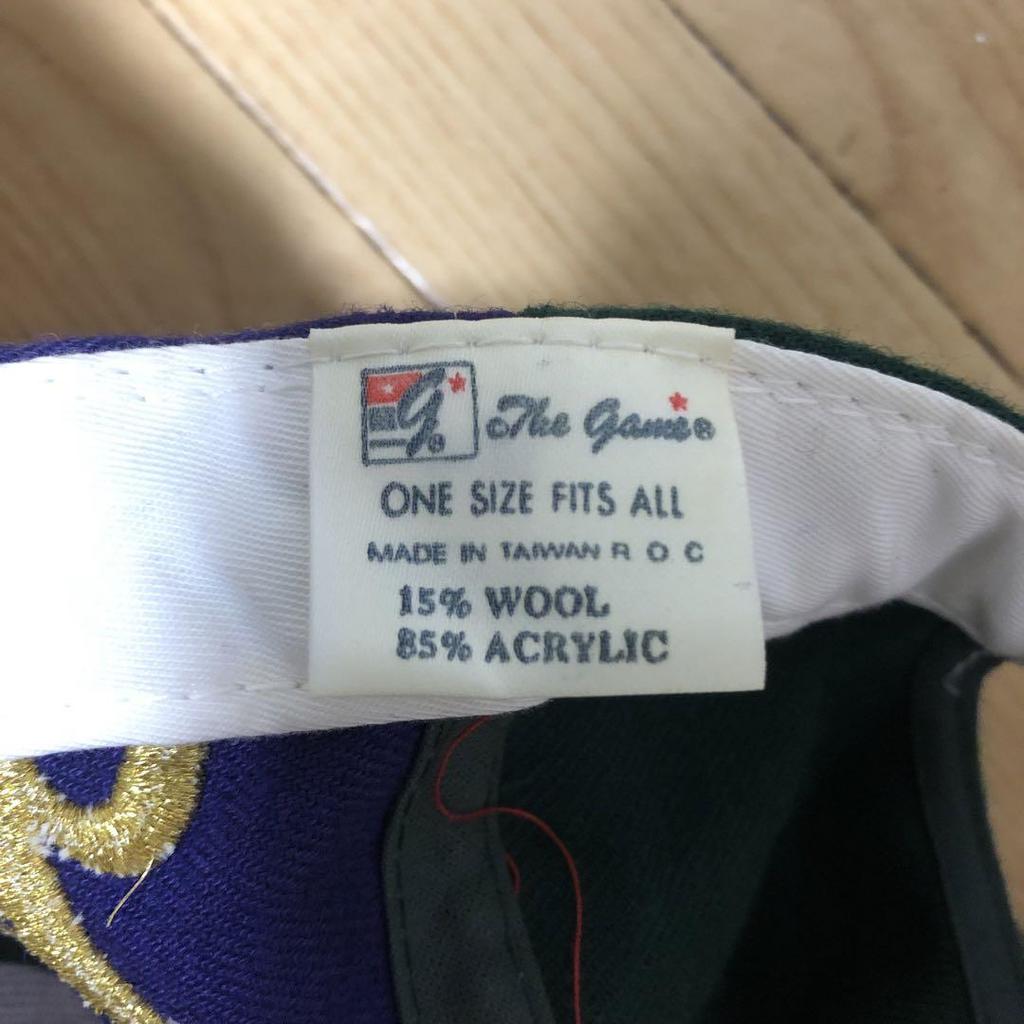 g® The Game®
ONE SIZE FITS ALL
MADE IN TAIWAN R O C
15% WOOL
85% ACRYLIC